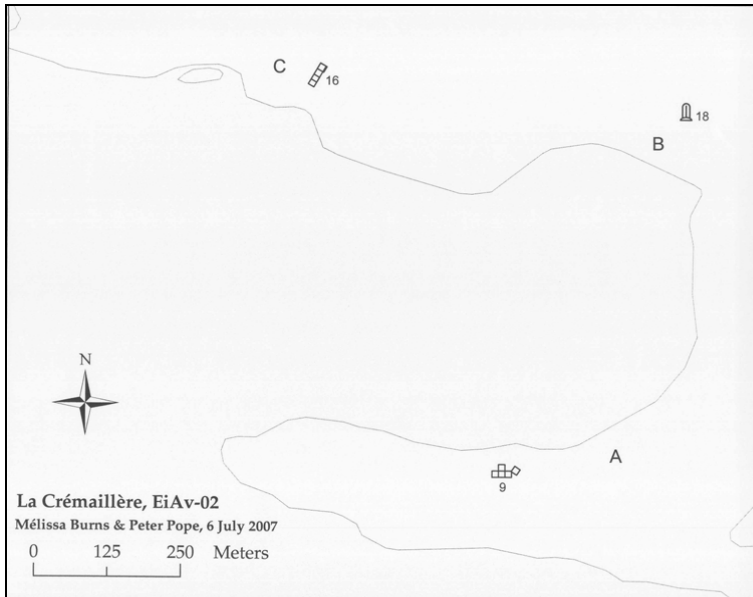 C
16
18
B
N
A
9
La Crémaillère, EiAv-02
Mélissa Burns & Peter Pope, 6 July 2007
0 125 250 Meters